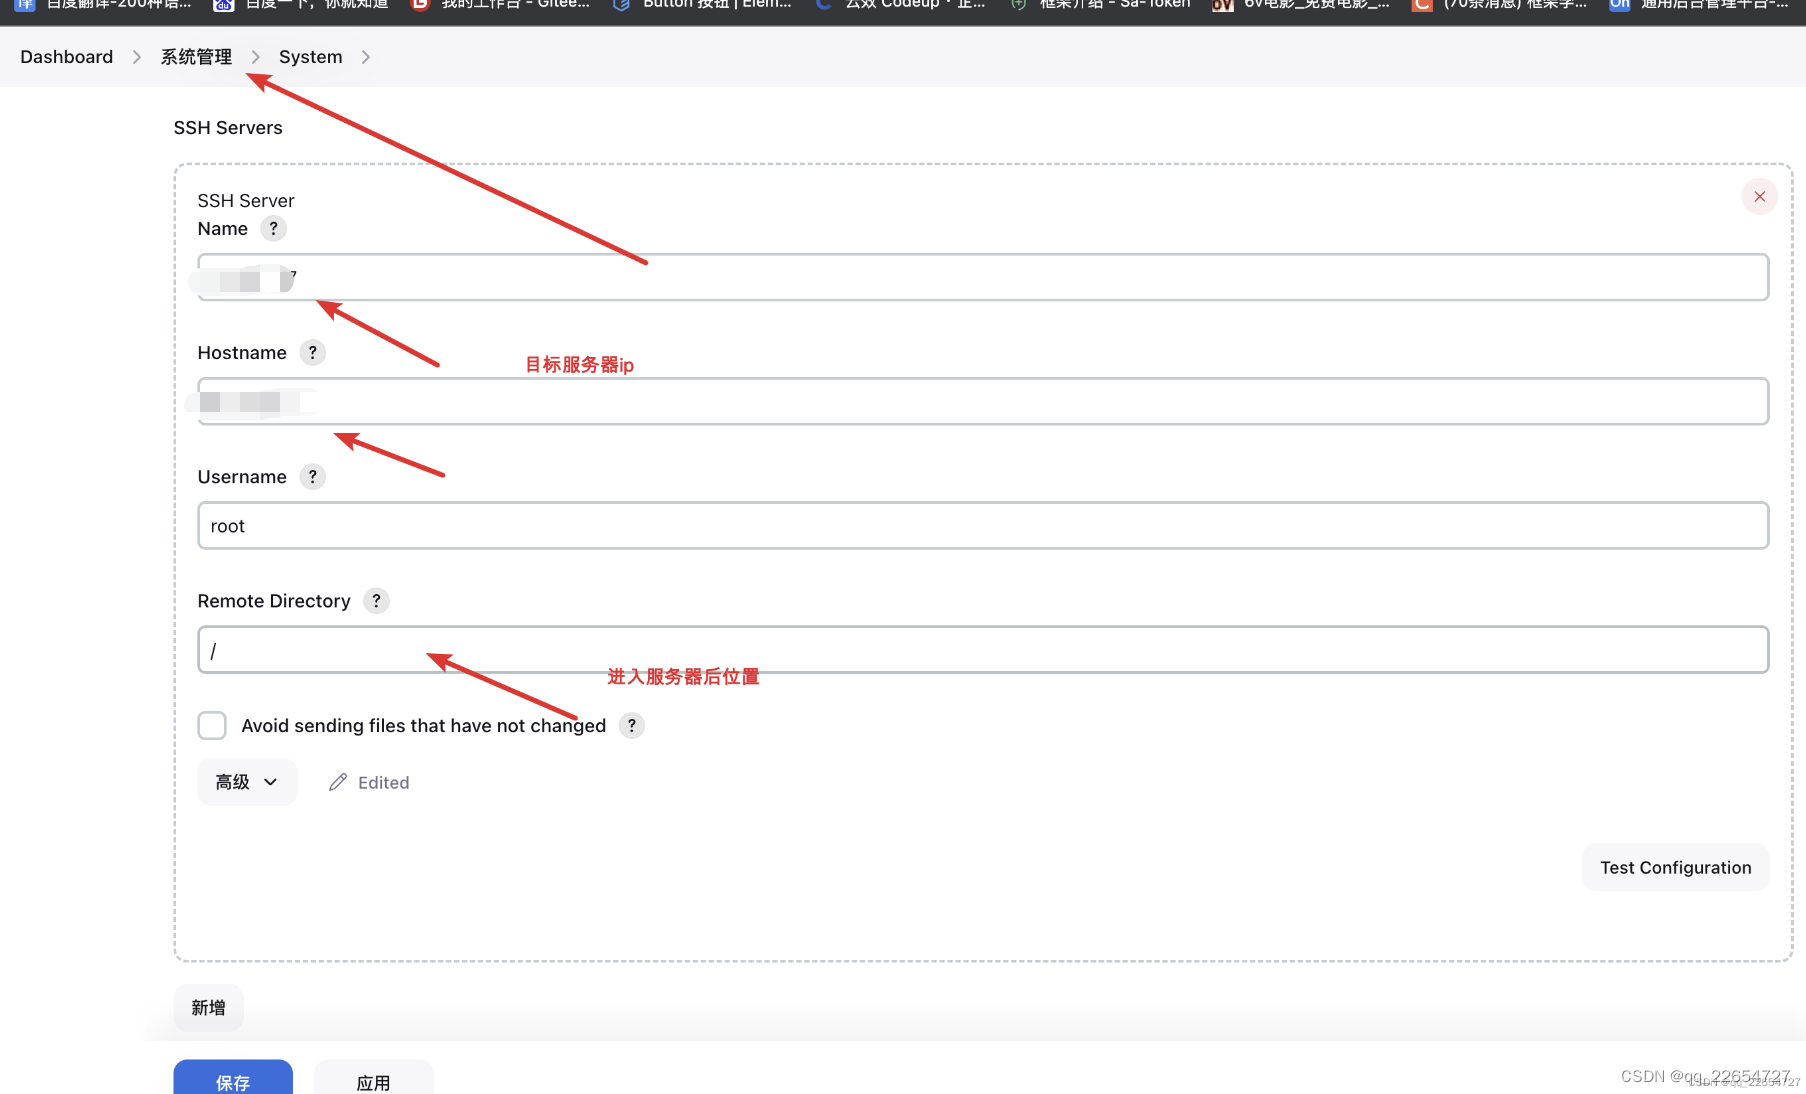 译 百度翻译-200种语... 百度一下，你就知道 我的工作台 - Gitee... Button 按钮 | Elem... 云效 Codeup · 企... 框架介绍 - Sa-Token 6v电影_免费电影_... (70条消息) 框架学... On 通用后台管理平台-...
Dashboard > 系统管理 > System >
SSH Servers
SSH Server
Name ?
7
Hostname ?
目标服务器ip
Username ?
root
Remote Directory ?
/
进入服务器后位置
Avoid sending files that have not changed ?
高级 Edited
Test Configuration
新增
保存 应用
CSDN @qq_22654727
CSDN @qq_22654727